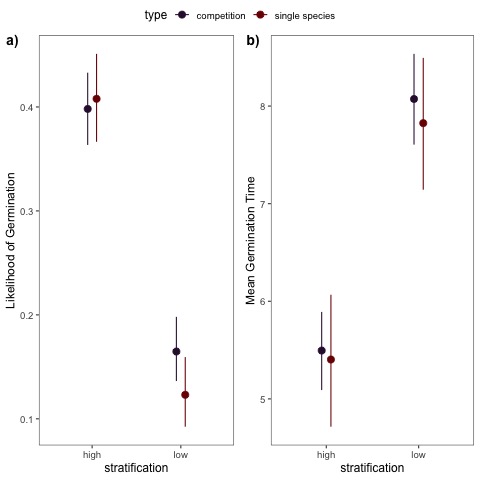 type competition single species
a)
b)
Likelihood of Germination
0.4
0.3
0.2
0.1
high low
stratification
Mean Germination Time
8
7
6
5
high low
stratification